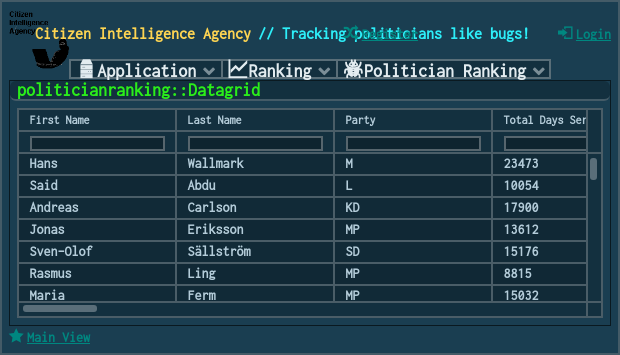 Citizen
Intelligence
Agency
Citizen Intelligence Agency // Tracking politicians like bugs!
Register
Login
Application
Ranking
Politician Ranking
politicianranking::Datagrid
First Name Last Name Party Total Days Ser
Hans Wallmark M 23473
Said Abdu L 10054
Andreas Carlson KD 17900
Jonas Eriksson MP 13612
Sven-Olof Sällström SD 15176
Rasmus Ling MP 8815
Maria Ferm MP 15032
Main View